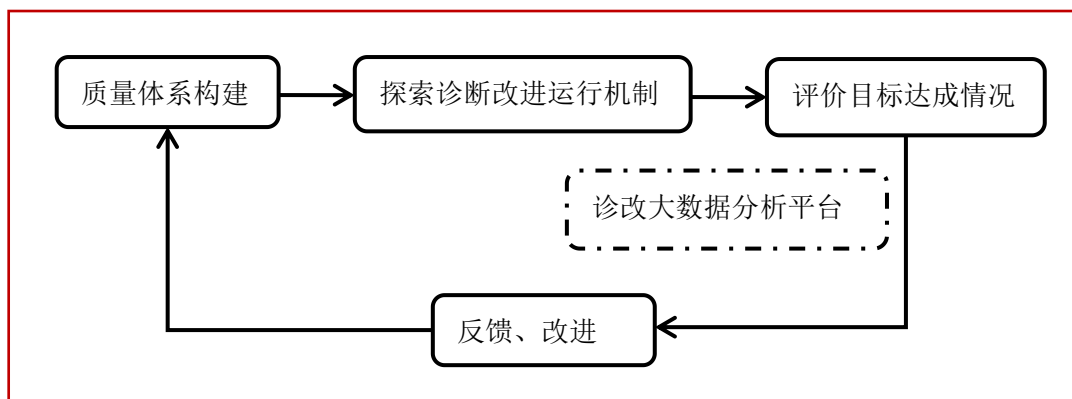 质量体系构建
探索诊断改进运行机制
评价目标达成情况
诊改大数据分析平台
反馈、改进